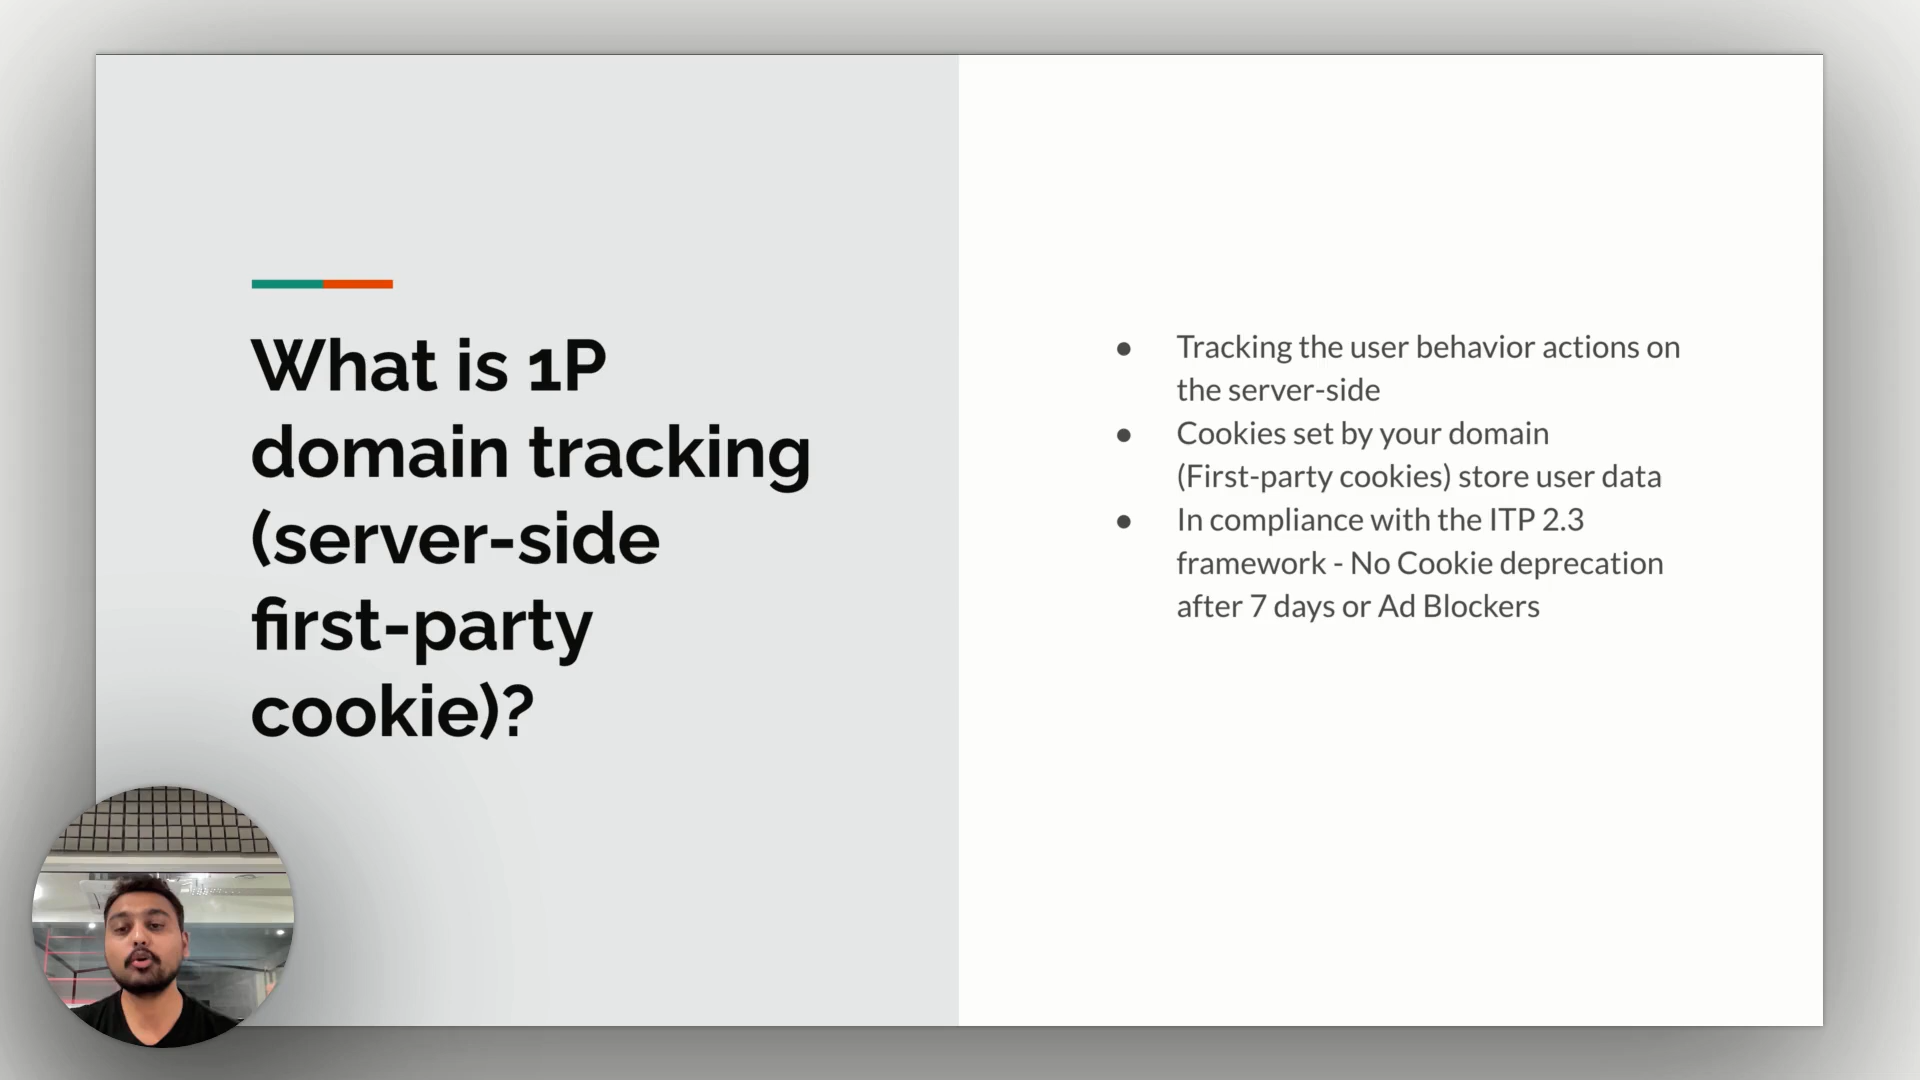 What is 1P
domain tracking
(server-side
first-party
cookie)?
● Tracking the user behavior actions on
the server-side
● Cookies set by your domain
(First-party cookies) store user data
● In compliance with the ITP 2.3
framework - No Cookie deprecation
after 7 days or Ad Blockers